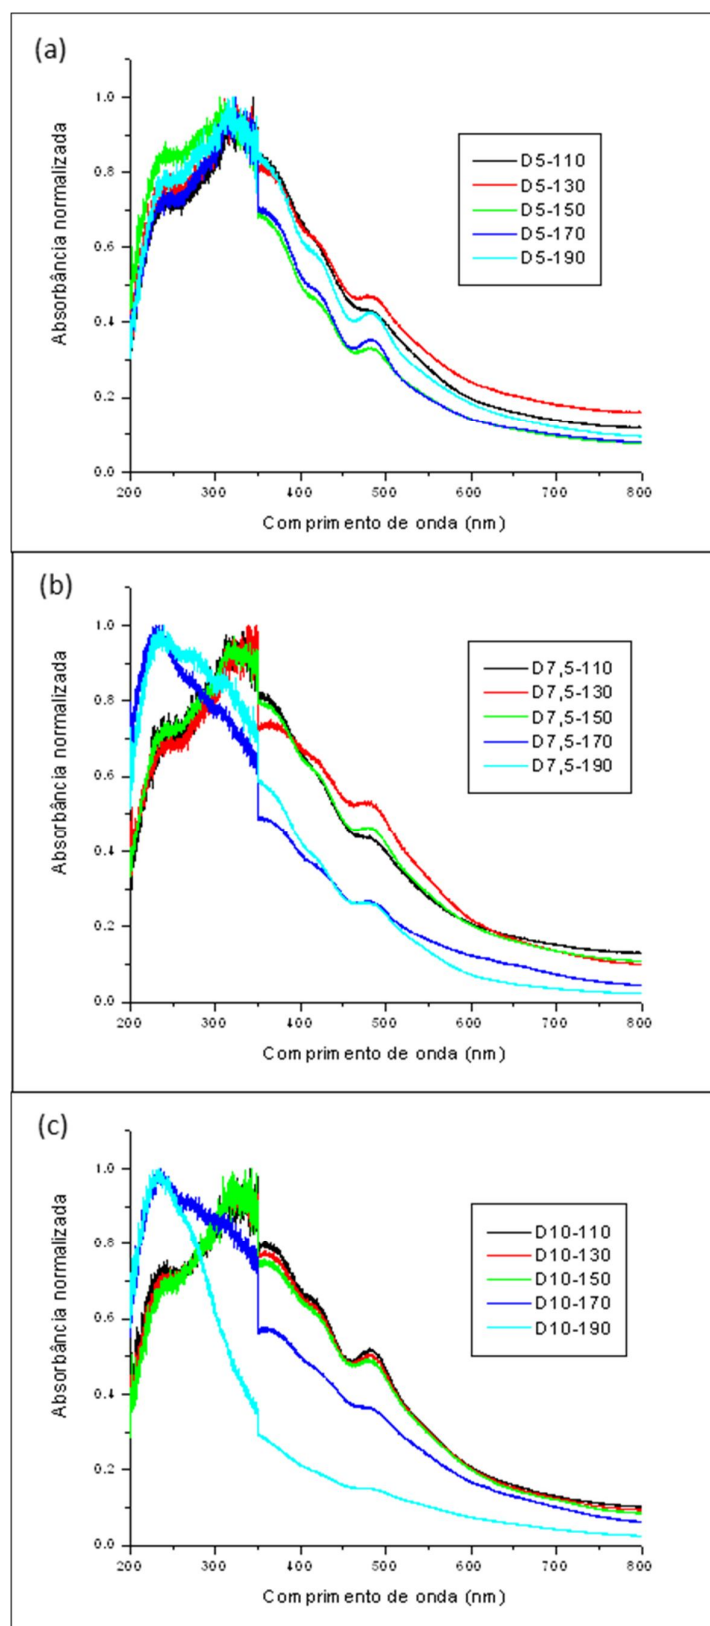 (a)
Absorbância normalizada
1.0
0.8
0.6
0.4
0.2
0.0
D5-110
D5-130
D5-150
D5-170
D5-190
200 300 400 500 600 700 800
Comprimento de onda (nm)
(b)
Absorbância normalizada
1.0
0.8
0.6
0.4
0.2
0.0
D7,5-110
D7,5-130
D7,5-150
D7,5-170
D7,5-190
200 300 400 500 600 700 800
Comprimento de onda (nm)
(c)
Absorbância normalizada
1.0
0.8
0.6
0.4
0.2
0.0
D10-110
D10-130
D10-150
D10-170
D10-190
200 300 400 500 600 700 800
Comprimento de onda (nm)